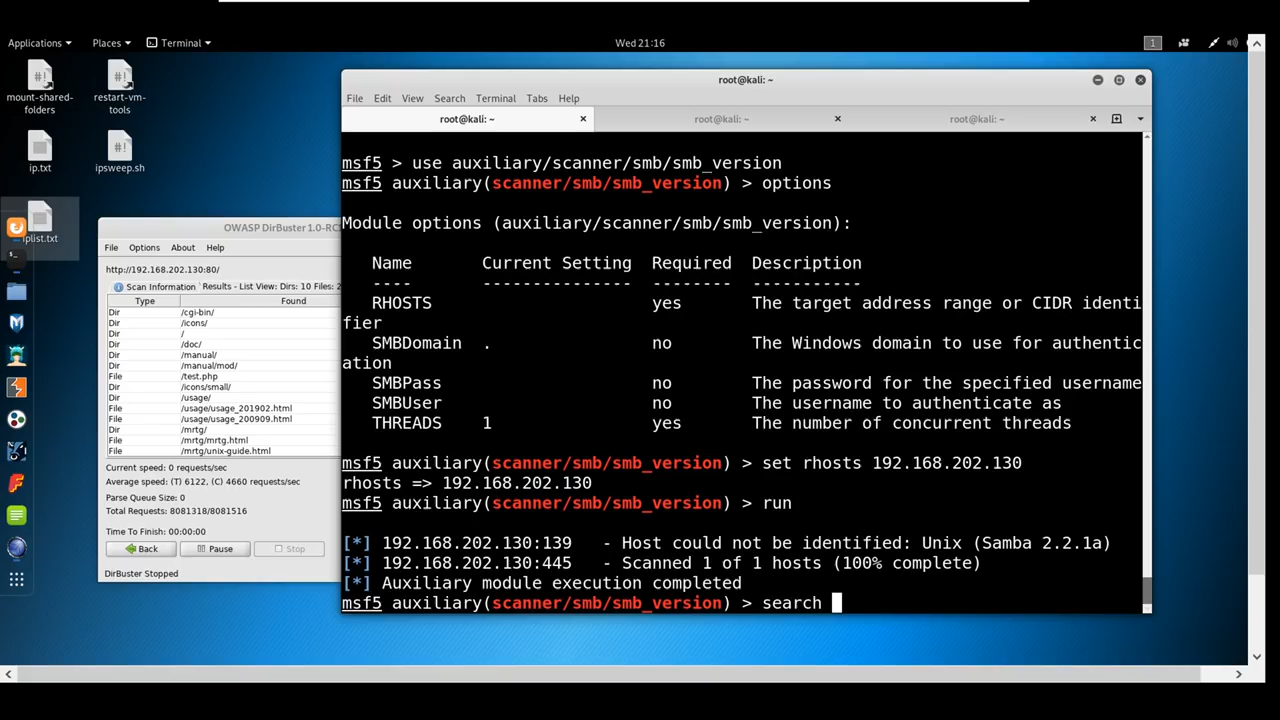 Applications
Places
Terminal
Wed 21:16
1
mount-shared-folders
restart-vm-tools
ip.txt
ipsweep.sh
iplist.txt
OWASP DirBuster 1.0-RC
File Options About Help
http://192.168.202.130:80/
Scan Information
Results - List View: Dirs: 10 Files: 2
Type Found
Dir /cgi-bin/
Dir /icons/
Dir /
Dir /doc/
Dir /manual/
Dir /manual/mod/
File /test.php
Dir /icons/small/
Dir /usage/
File /usage/usage_201902.html
File /usage/usage_200909.html
Dir /mrtg/
File /mrtg/mrtg.html
File /mrtg/unix-guide.html
Current speed: 0 requests/sec
Average speed: (T) 6122, (C) 4660 requests/sec
Parse Queue Size: 0
Total Requests: 8081318/8081516
Time To Finish: 00:00:00
Back Pause Stop
DirBuster Stopped
root@kali: ~
File Edit View Search Terminal Tabs Help
root@kali: ~ root@kali: ~ root@kali: ~
msf5 > use auxiliary/scanner/smb/smb_version
msf5 auxiliary(scanner/smb/smb_version) > options
Module options (auxiliary/scanner/smb/smb_version):
Name Current Setting Required Description
---- --------------- -------- -----------
RHOSTS yes The target address range or CIDR identi
fier
SMBDomain . no The Windows domain to use for authentic
ation
SMBPass no The password for the specified username
SMBUser no The username to authenticate as
THREADS 1 yes The number of concurrent threads
msf5 auxiliary(scanner/smb/smb_version) > set rhosts 192.168.202.130
rhosts => 192.168.202.130
msf5 auxiliary(scanner/smb/smb_version) > run
[*] 192.168.202.130:139 - Host could not be identified: Unix (Samba 2.2.1a)
[*] 192.168.202.130:445 - Scanned 1 of 1 hosts (100% complete)
[*] Auxiliary module execution completed
msf5 auxiliary(scanner/smb/smb_version) > search